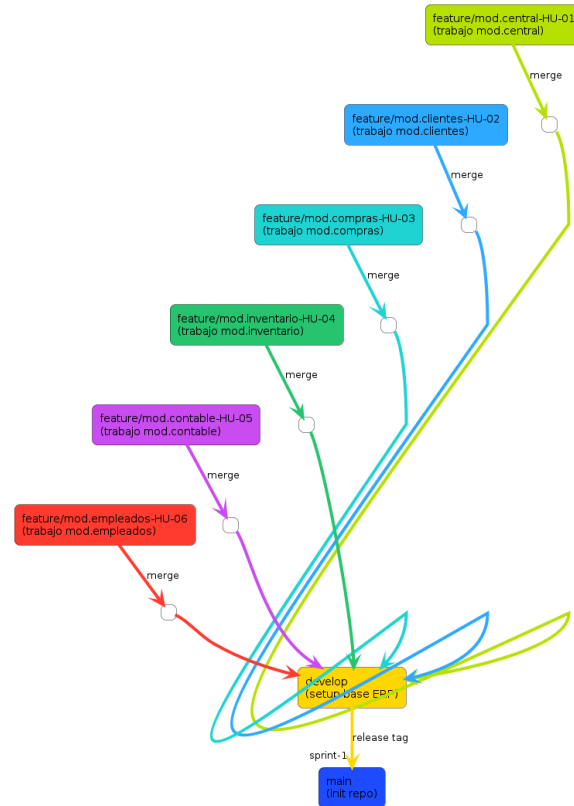 feature/mod.central-HU-01
(trabajo mod.central)
merge
feature/mod.clientes-HU-02
(trabajo mod.clientes)
merge
feature/mod.compras-HU-03
(trabajo mod.compras)
merge
feature/mod.inventario-HU-04
(trabajo mod.inventario)
merge
feature/mod.contable-HU-05
(trabajo mod.contable)
merge
feature/mod.empleados-HU-06
(trabajo mod.empleados)
merge
develop
(setup base ERP)
release tag
sprint-1
main
(init repo)